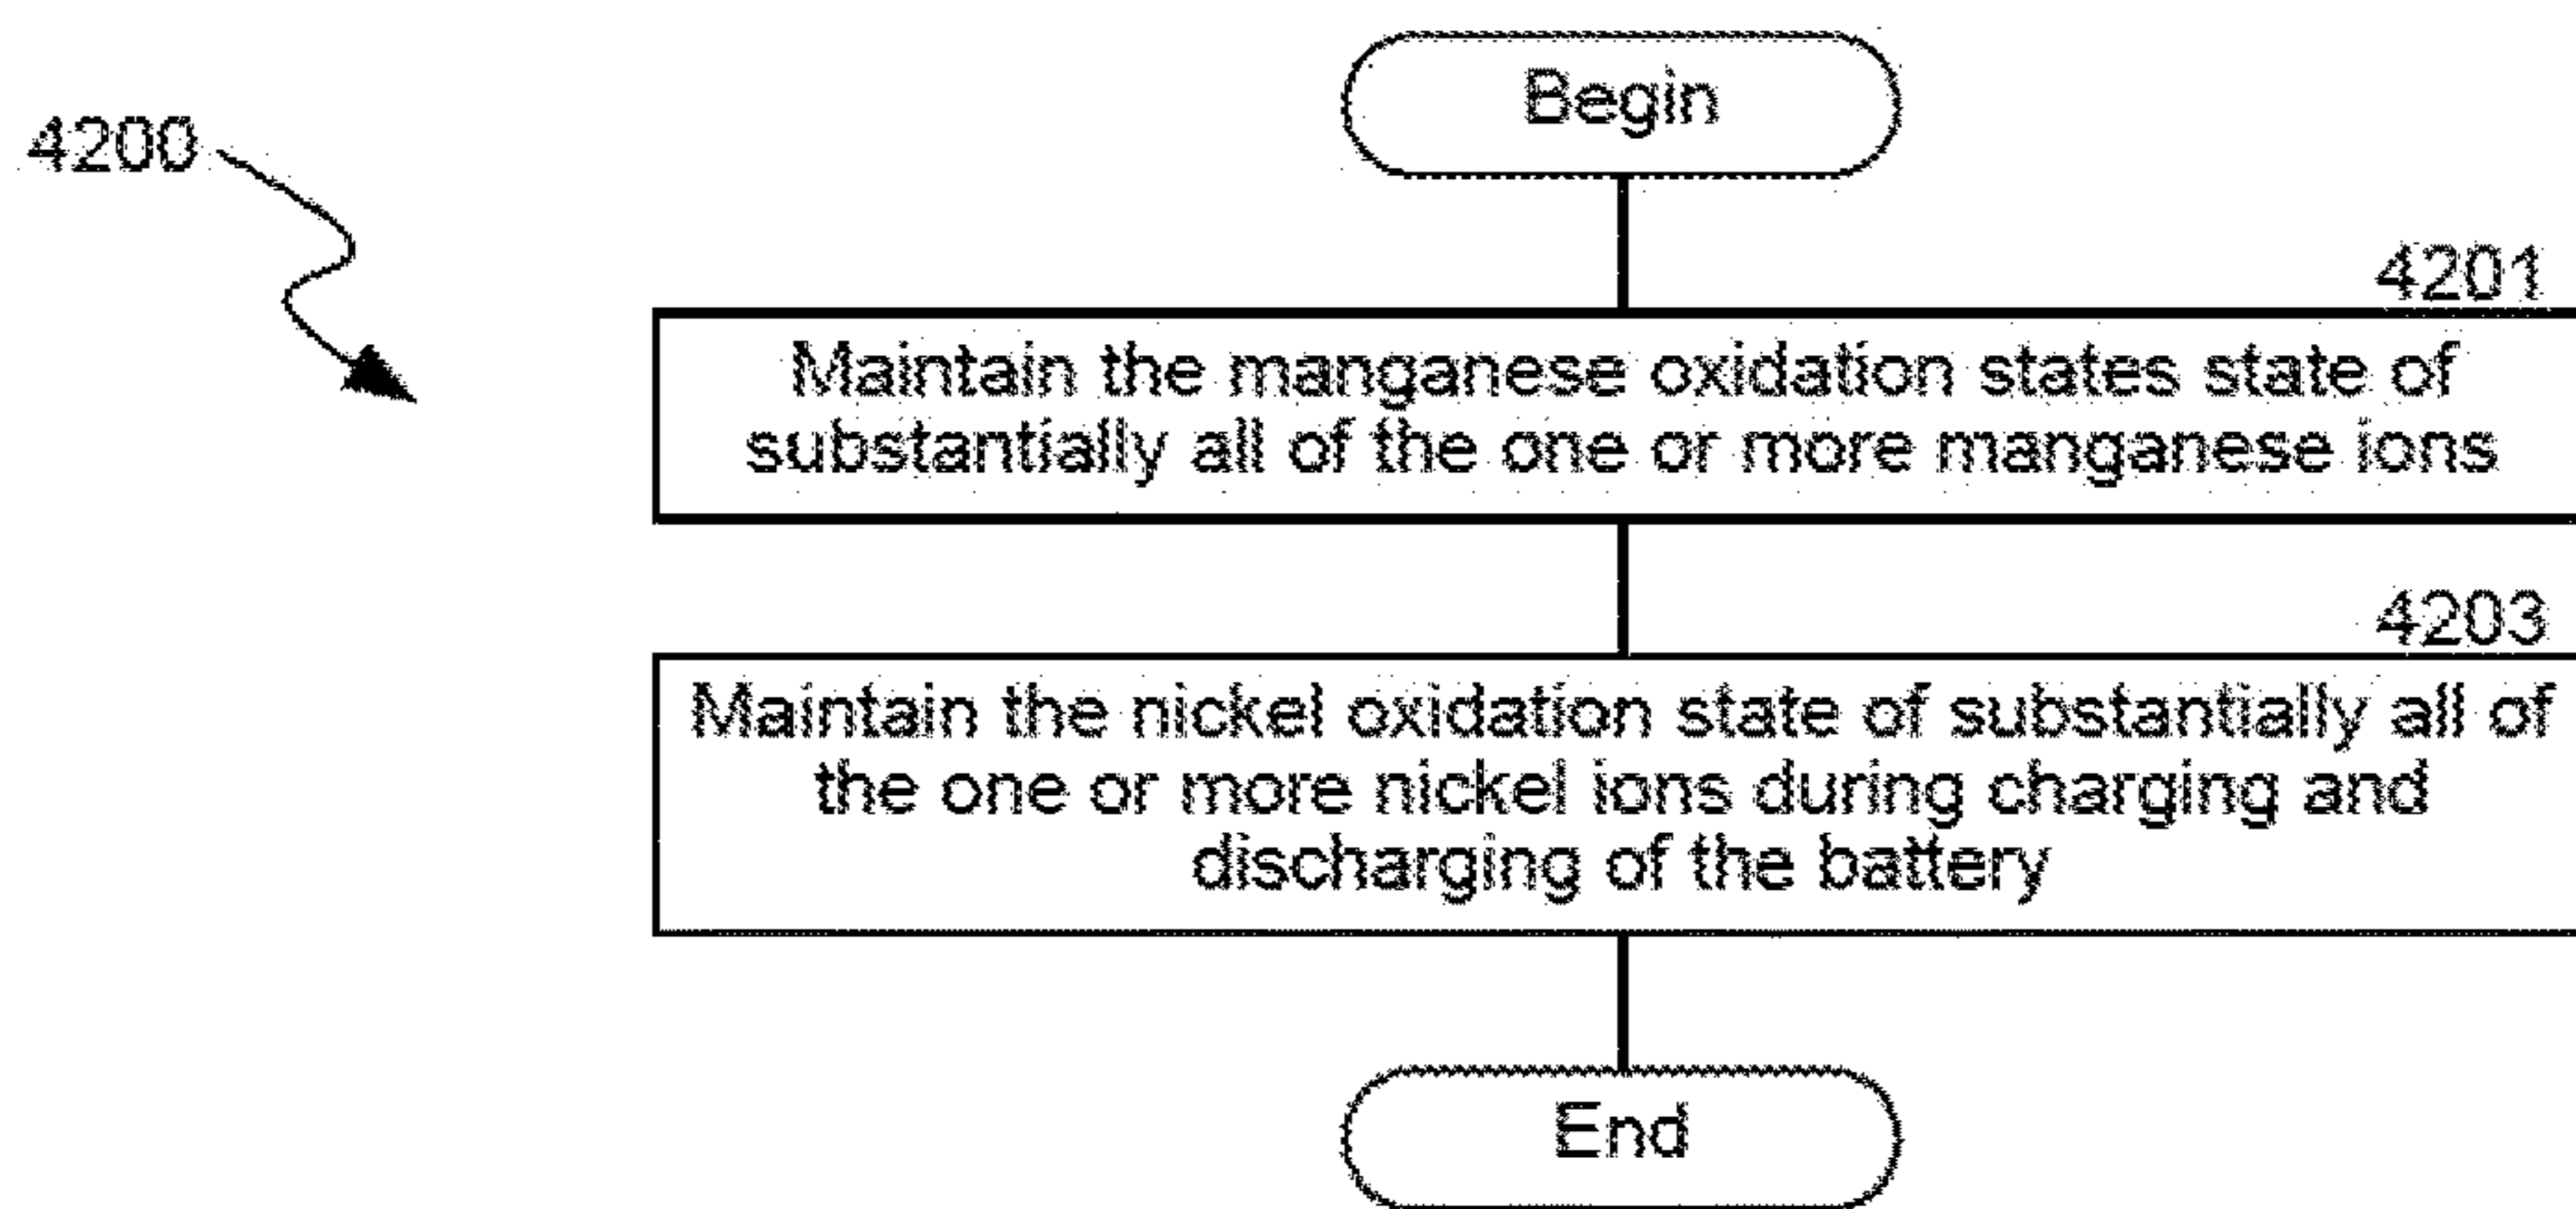 Begin
4200
4201
Maintain the manganese oxidation states state of
substantially all of the one or more manganese ions
4203
Maintain the nickel oxidation state of substantially all of
the one or more nickel ions during charging and
discharging of the battery
End